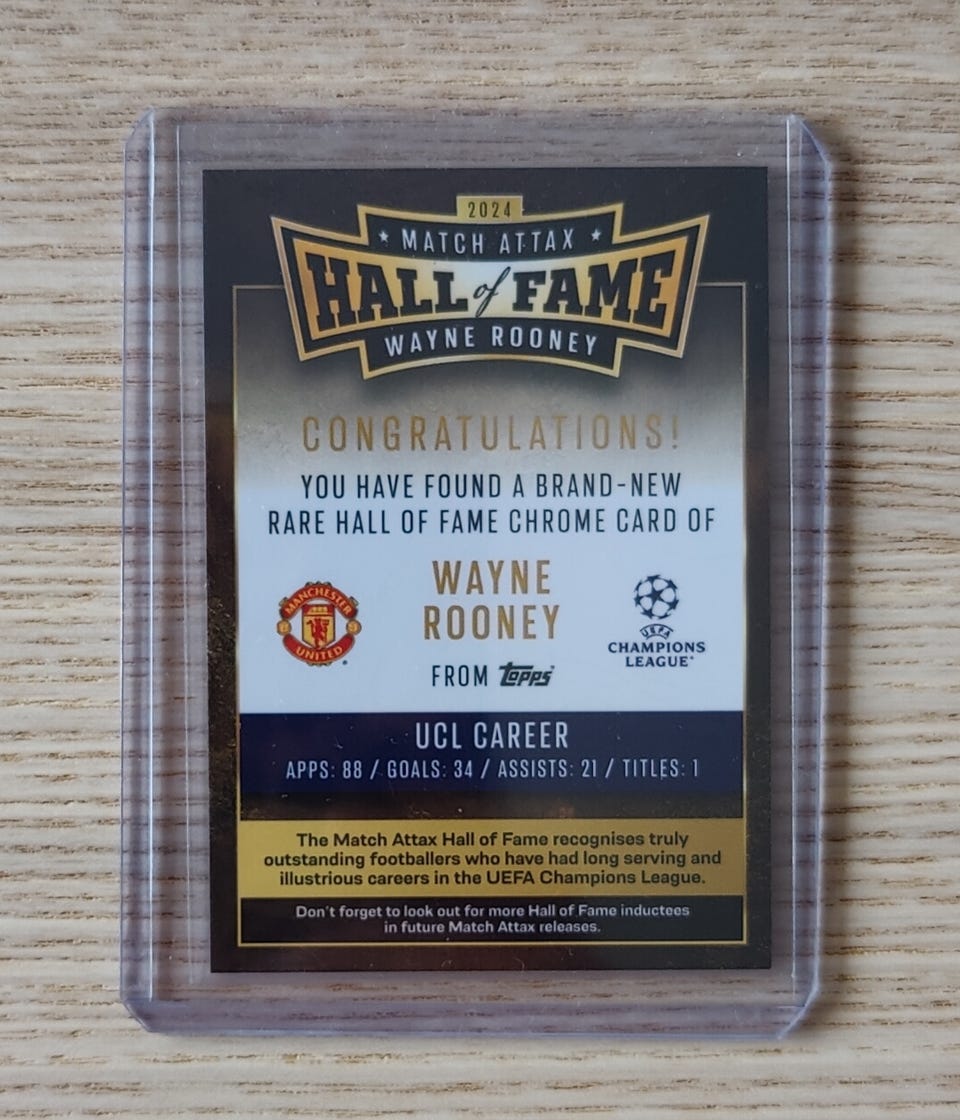 2024
★ MATCH ATTAX ★
HALL of FAME
WAYNE ROONEY
CONGRATULATIONS!
YOU HAVE FOUND A BRAND-NEW
RARE HALL OF FAME CHROME CARD OF
WAYNE
ROONEY
MANCHESTER
UNITED
UEFA
CHAMPIONS
LEAGUE
FROM Topps
UCL CAREER
APPS: 88 / GOALS: 34 / ASSISTS: 21 / TITLES: 1
The Match Attax Hall of Fame recognises truly
outstanding footballers who have had long serving and
illustrious careers in the UEFA Champions League.
Don't forget to look out for more Hall of Fame inductees
in future Match Attax releases.